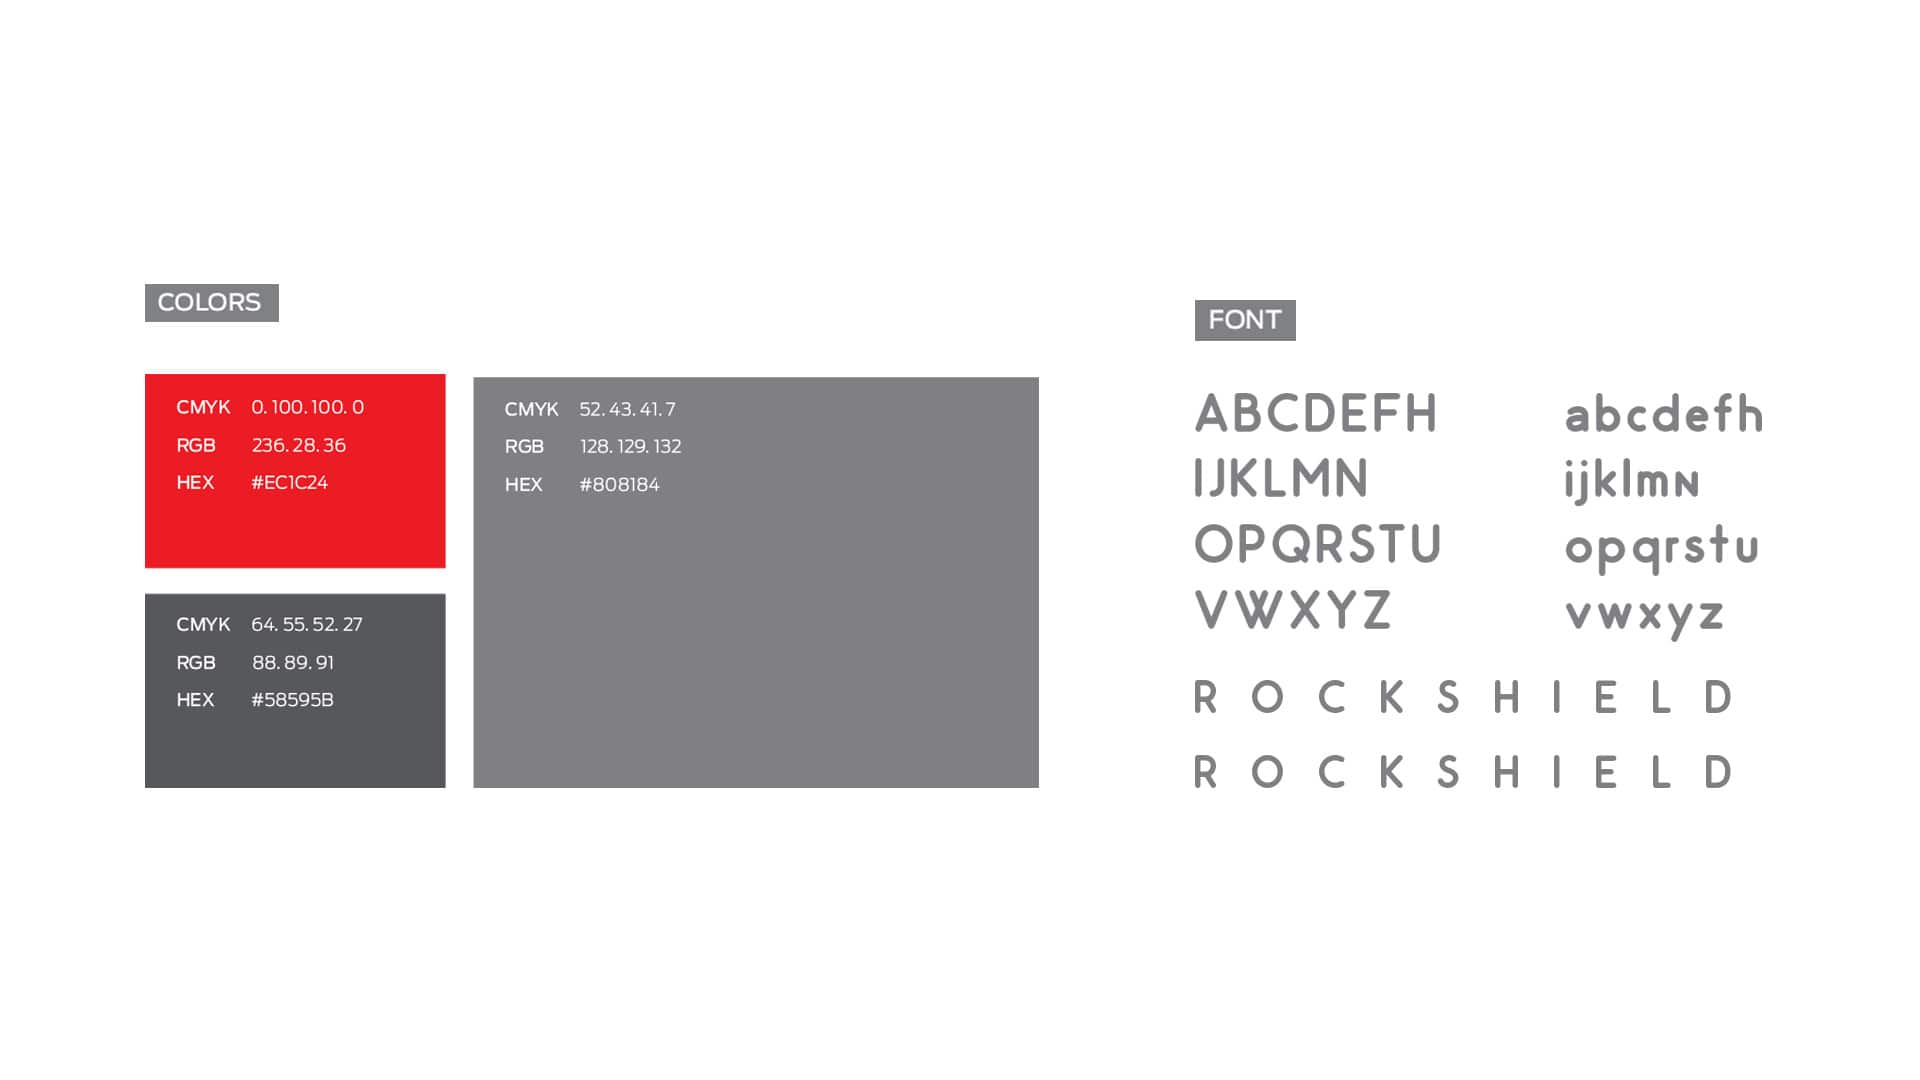 COLORS
CMYK 0. 100. 100. 0
RGB 236. 28. 36
HEX #EC1C24
CMYK 64. 55. 52. 27
RGB 88. 89. 91
HEX #58595B
CMYK 52. 43. 41. 7
RGB 128. 129. 132
HEX #808184
FONT
ABCDEFH
IJKLMN
OPQRSTU
VWXYZ
abcdefh
ijklmN
opqrstu
vwxyz
R O C K S H I E L D
R O C K S H I E L D